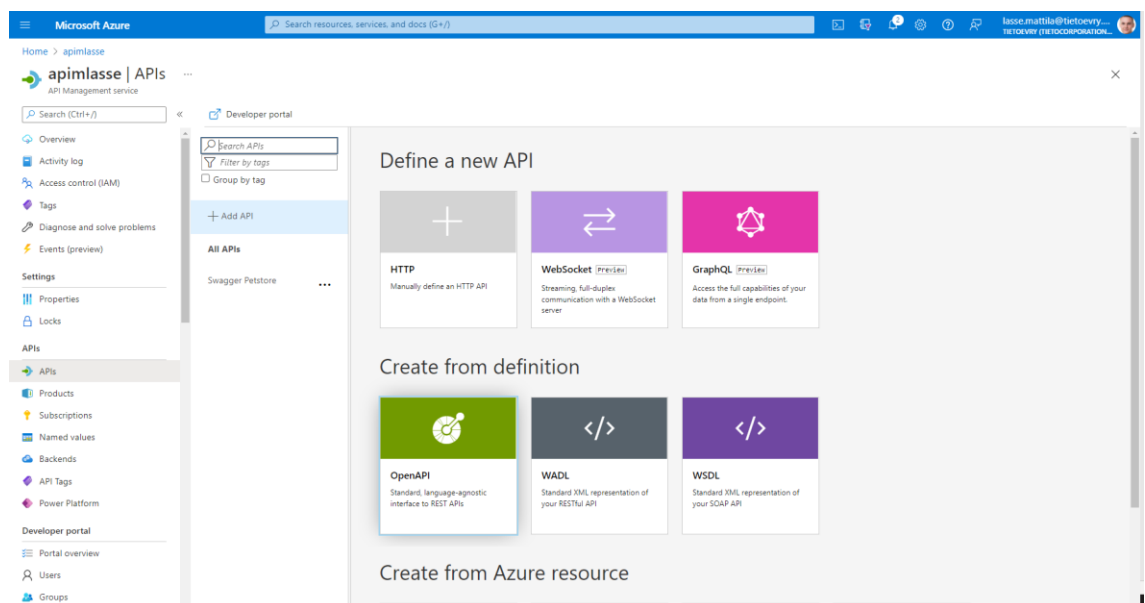 Microsoft Azure
Search resources, services, and docs (G+/)
2
lasse.mattila@tietoevry....
TIETOEVRY (TIETOCORPORATION...
Home > apimlasse
apimlasse | APIs ...
API Management service
Search (Ctrl+/)
«
Developer portal
Overview
Activity log
Access control (IAM)
Tags
Diagnose and solve problems
Events (preview)
Settings
Properties
Locks
APIs
APIs
Products
Subscriptions
Named values
Backends
API Tags
Power Platform
Developer portal
Portal overview
Users
Groups
Search APIs
Filter by tags
Group by tag
+ Add API
All APIs
Swagger Petstore ...
Define a new API
HTTP
Manually define an HTTP API
WebSocket Preview
Streaming, full-duplex
communication with a WebSocket
server
GraphQL Preview
Access the full capabilities of your
data from a single endpoint.
Create from definition
OpenAPI
Standard, language-agnostic
interface to REST APIs
</>
WADL
Standard XML representation of
your RESTful API
</>
WSDL
Standard XML representation of
your SOAP API
Create from Azure resource